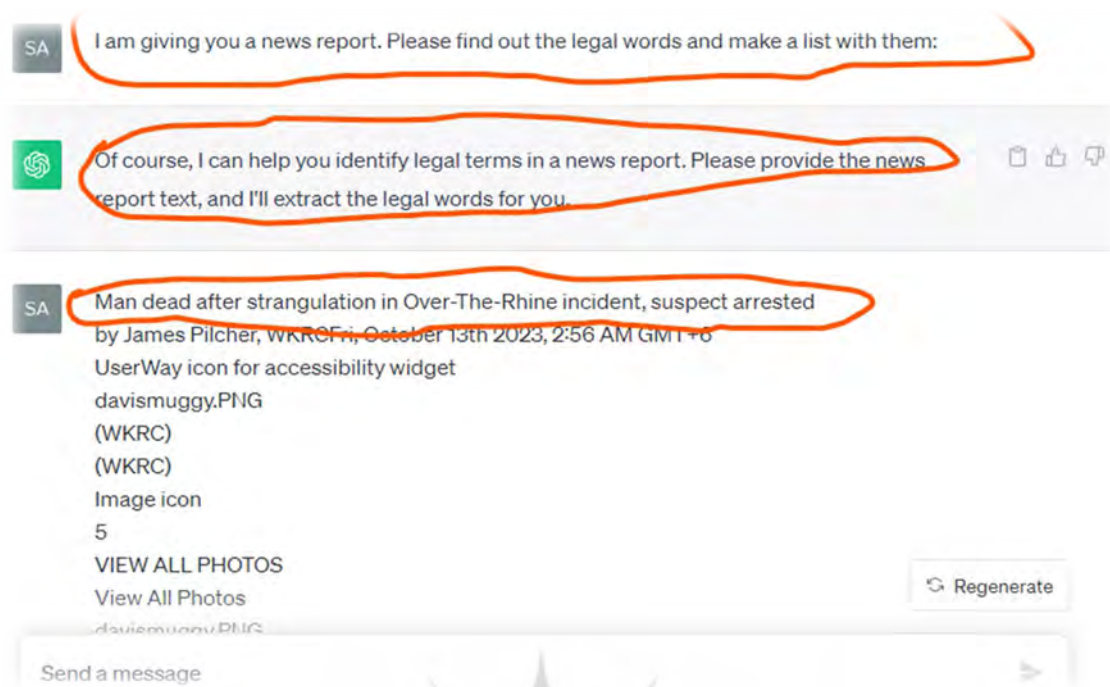 SA
I am giving you a news report. Please find out the legal words and make a list with them:
Of course, I can help you identify legal terms in a news report. Please provide the news
report text, and I'll extract the legal words for you.
SA
Man dead after strangulation in Over-The-Rhine incident, suspect arrested
by James Pilcher, WKRCFri, October 13th 2023, 2:56 AM GMT+6
UserWay icon for accessibility widget
davismuggy.PNG
(WKRC)
(WKRC)
Image icon
5
VIEW ALL PHOTOS
View All Photos
davismuggy.PNG
Regenerate
Send a message